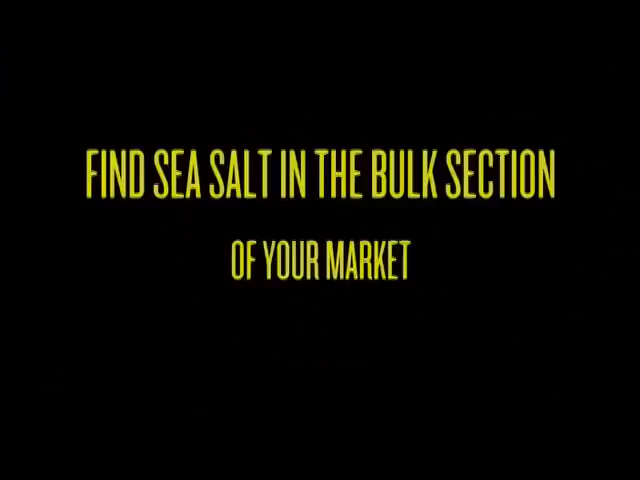 FIND SEA SALT IN THE BULK SECTION
OF YOUR MARKET